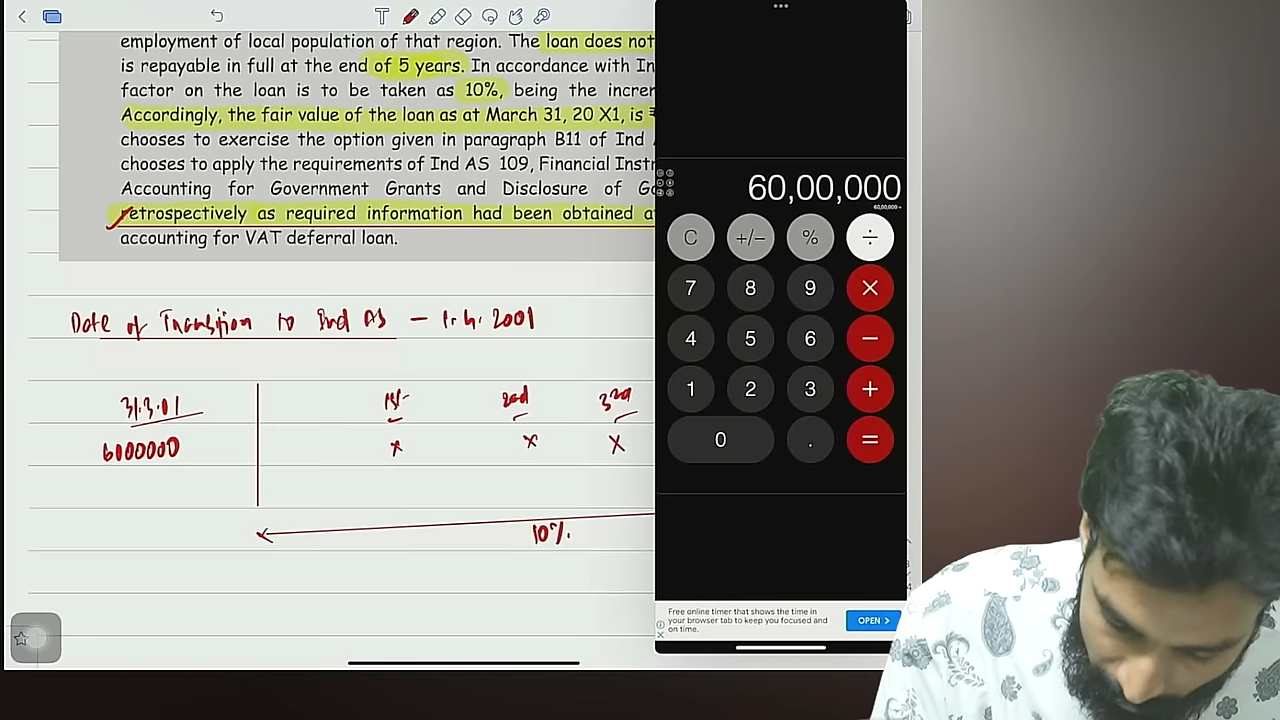 employment of local population of that region. The loan does not
is repayable in full at the end of 5 years. In accordance with In
factor on the loan is to be taken as 10%, being the incren
Accordingly, the fair value of the loan as at March 31, 20 X1, is ₹
chooses to exercise the option given in paragraph B11 of Ind
chooses to apply the requirements of Ind AS 109, Financial Instr
Accounting for Government Grants and Disclosure of Go
retrospectively as required information had been obtained at
accounting for VAT deferral loan.
Date of Transition to Ind AS - 1.4.2001
31.3.01 1st 2nd 3rd
6000000 x x x
10%
60,00,000
C +/- % ÷
7 8 9 ×
4 5 6 −
1 2 3 +
0 . =
Free online timer that shows the time in
your browser tab to keep you focused and
on time.
OPEN >